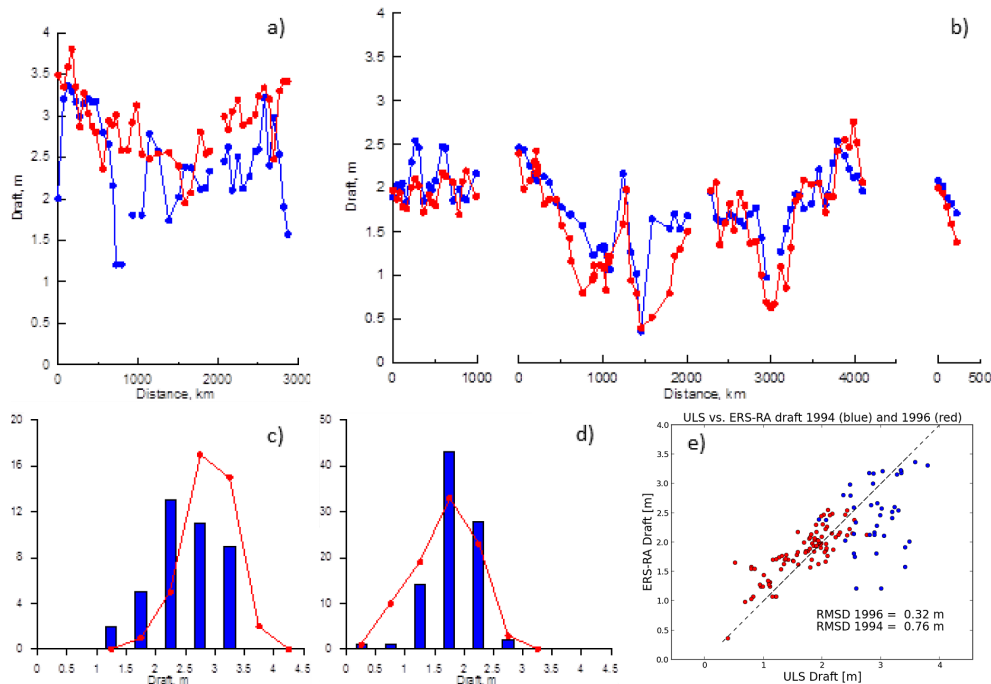 a)
4
3.5
3
2.5
2
1.5
1
0.5
0
Draft, m
0 1000 2000 3000
Distance, km
b)
4
3.5
3
2.5
2
1.5
1
0.5
0
Draft, m
0 1000
0 1000 2000 3000 4000
0 500
Distance, km
Distance, km
c)
20
16
12
8
4
0
0 0.5 1 1.5 2 2.5 3 3.5 4 4.5
Draft, m
d)
50
40
30
20
10
0
0 0.5 1 1.5 2 2.5 3 3.5 4 4.5
Draft, m
ULS vs. ERS-RA draft 1994 (blue) and 1996 (red)
e)
4.0
3.5
3.0
2.5
2.0
1.5
1.0
0.5
0.0
ERS-RA Draft [m]
RMSD 1996 = 0.32 m
RMSD 1994 = 0.76 m
0 1 2 3 4
ULS Draft [m]